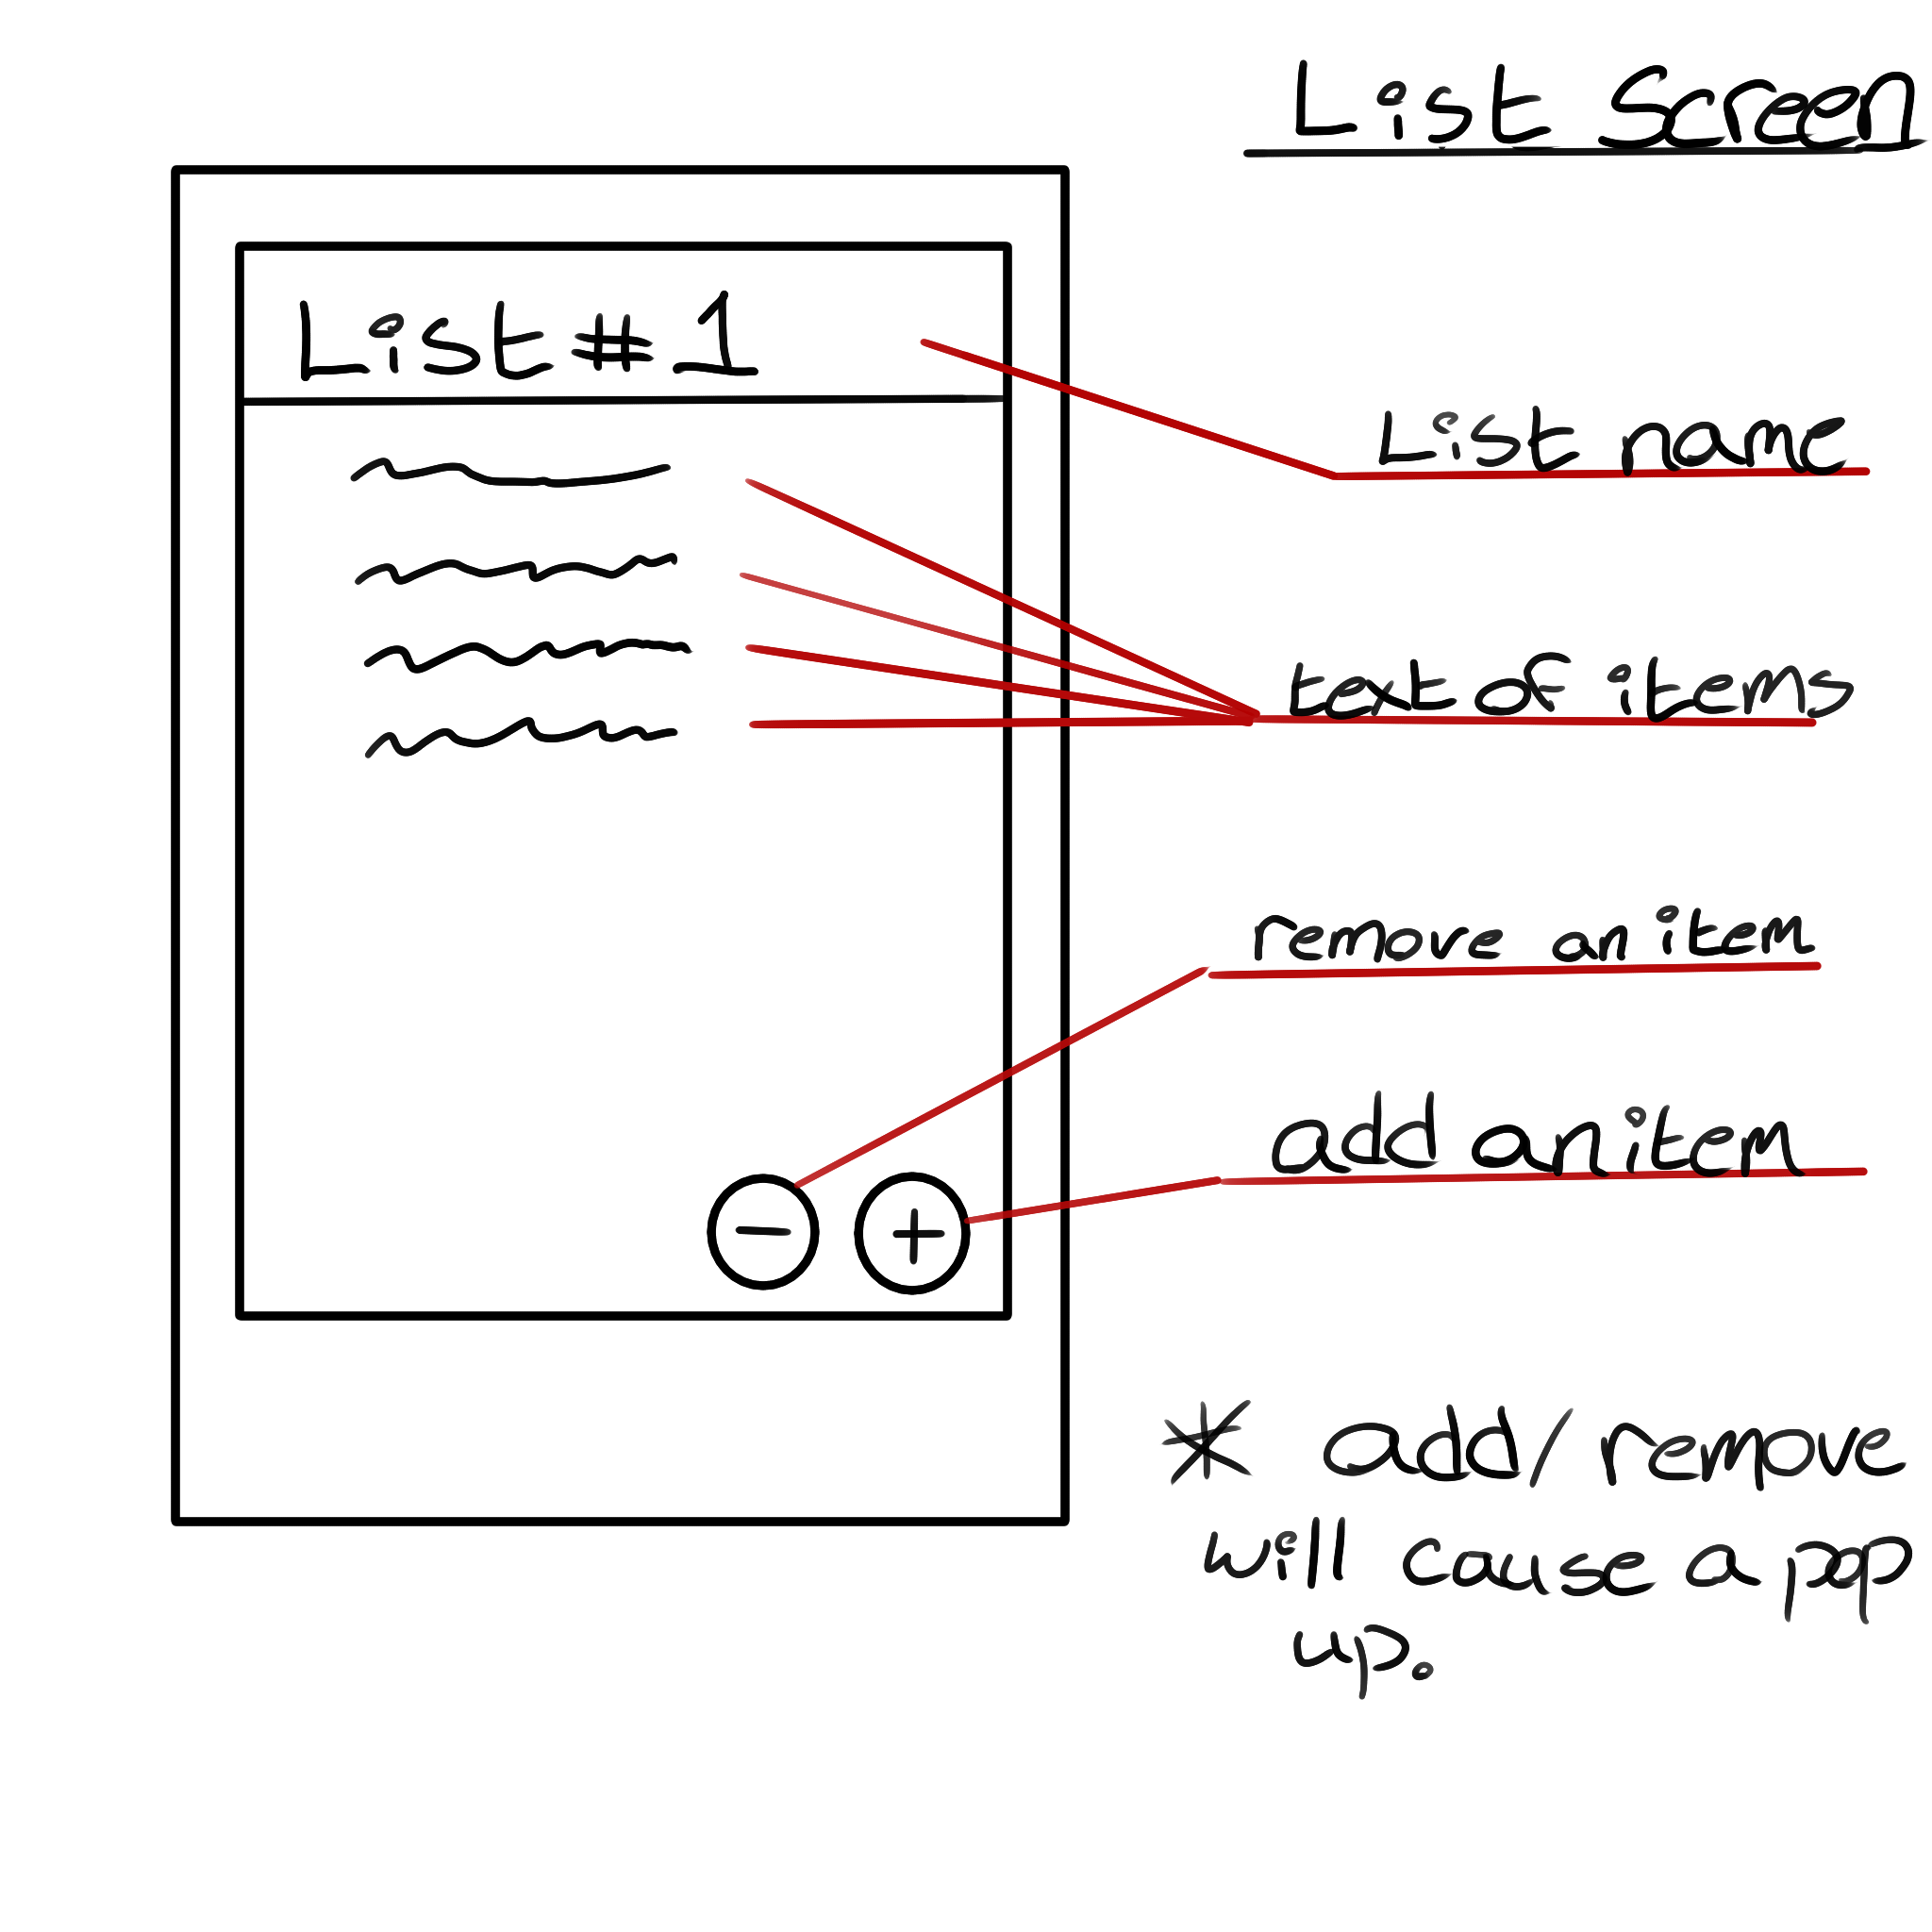 List Screen
List #1
List name
text of items
remove an item
add an item
* add/remove
will cause a pop
up.